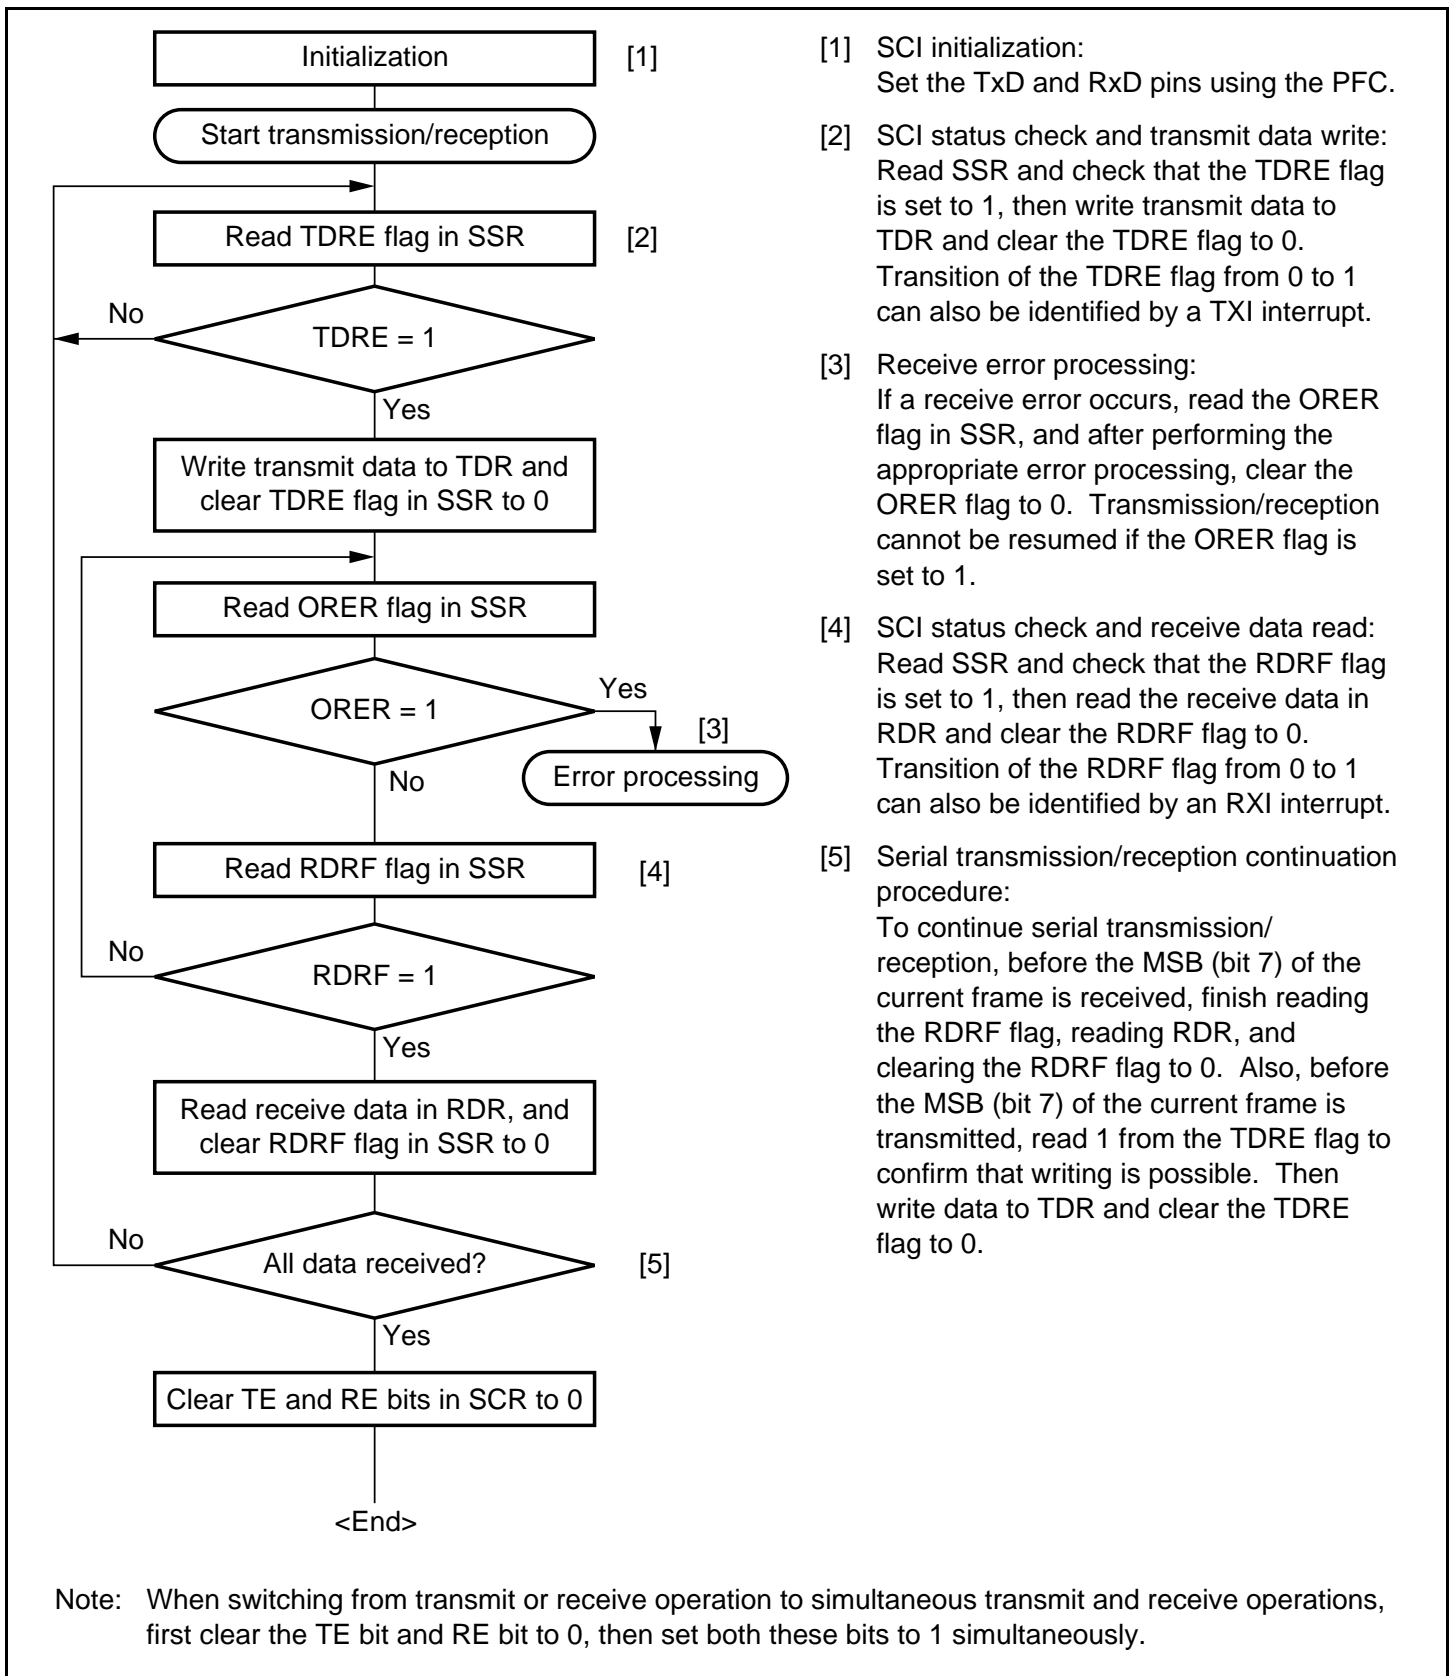 Initialization
[1]
Start transmission/reception
Read TDRE flag in SSR
[2]
No
TDRE = 1
Yes
Write transmit data to TDR and
clear TDRE flag in SSR to 0
Read ORER flag in SSR
ORER = 1
Yes
[3]
Error processing
No
Read RDRF flag in SSR
[4]
No
RDRF = 1
Yes
Read receive data in RDR, and
clear RDRF flag in SSR to 0
No
All data received?
[5]
Yes
Clear TE and RE bits in SCR to 0
<End>
[1] SCI initialization:
Set the TxD and RxD pins using the PFC.
[2] SCI status check and transmit data write:
Read SSR and check that the TDRE flag
is set to 1, then write transmit data to
TDR and clear the TDRE flag to 0.
Transition of the TDRE flag from 0 to 1
can also be identified by a TXI interrupt.
[3] Receive error processing:
If a receive error occurs, read the ORER
flag in SSR, and after performing the
appropriate error processing, clear the
ORER flag to 0. Transmission/reception
cannot be resumed if the ORER flag is
set to 1.
[4] SCI status check and receive data read:
Read SSR and check that the RDRF flag
is set to 1, then read the receive data in
RDR and clear the RDRF flag to 0.
Transition of the RDRF flag from 0 to 1
can also be identified by an RXI interrupt.
[5] Serial transmission/reception continuation
procedure:
To continue serial transmission/
reception, before the MSB (bit 7) of the
current frame is received, finish reading
the RDRF flag, reading RDR, and
clearing the RDRF flag to 0. Also, before
the MSB (bit 7) of the current frame is
transmitted, read 1 from the TDRE flag to
confirm that writing is possible. Then
write data to TDR and clear the TDRE
flag to 0.
Note: When switching from transmit or receive operation to simultaneous transmit and receive operations,
first clear the TE bit and RE bit to 0, then set both these bits to 1 simultaneously.